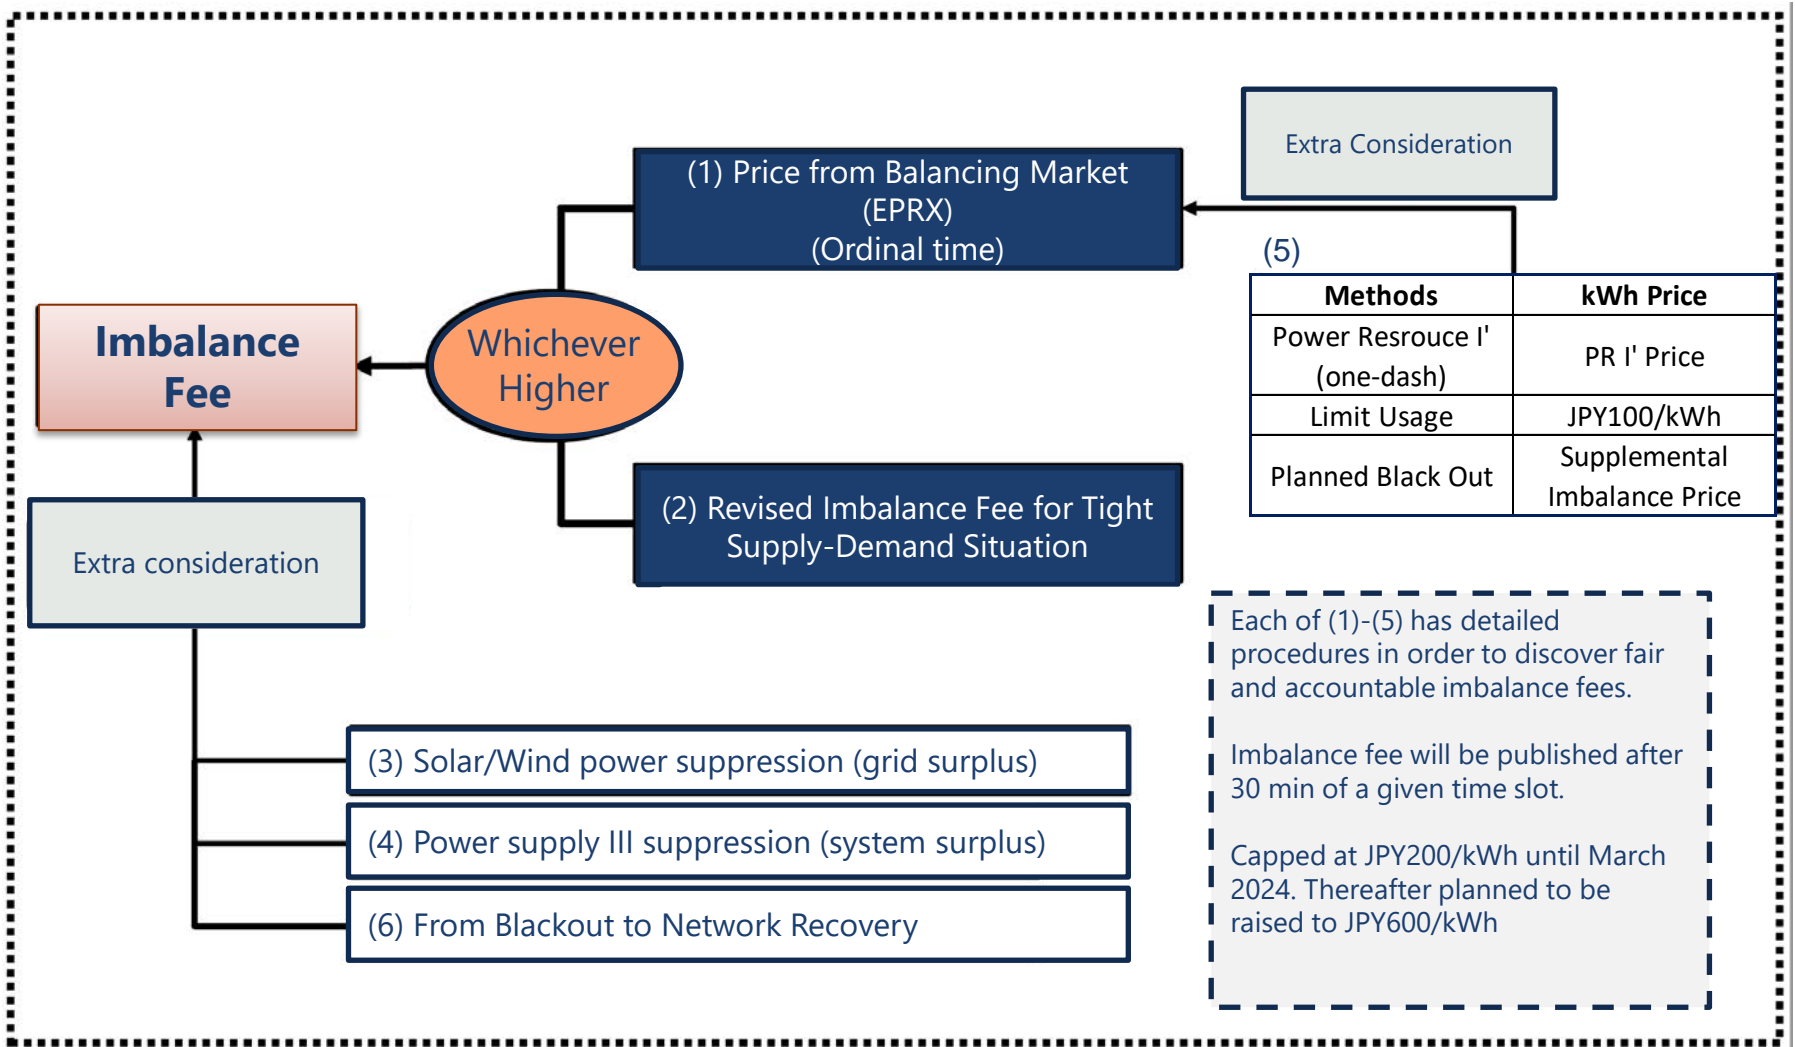 Extra Consideration
(1) Price from Balancing Market
(EPRX)
(Ordinal time)
(5)
Methods kWh Price
Power Resrouce I'
(one-dash)
PR I' Price
Limit Usage JPY100/kWh
Planned Black Out
Supplemental
Imbalance Price
Imbalance
Fee
Whichever
Higher
(2) Revised Imbalance Fee for Tight
Supply-Demand Situation
Extra consideration
(3) Solar/Wind power suppression (grid surplus)
(4) Power supply III suppression (system surplus)
(6) From Blackout to Network Recovery
Each of (1)-(5) has detailed
procedures in order to discover fair
and accountable imbalance fees.
Imbalance fee will be published after
30 min of a given time slot.
Capped at JPY200/kWh until March
2024. Thereafter planned to be
raised to JPY600/kWh